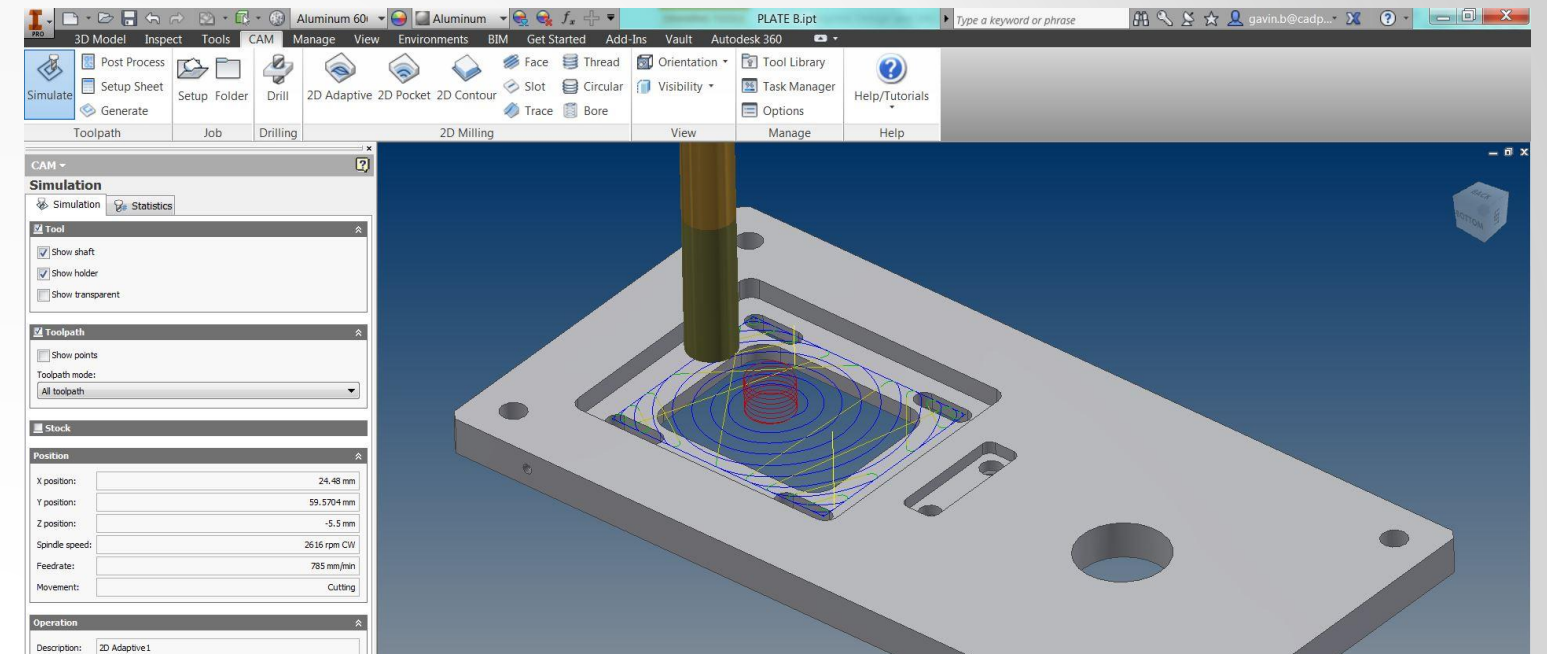 PRO
Aluminum 60
Aluminum
PLATE B.ipt
Type a keyword or phrase
gavin.b@cadp...
3D Model Inspect Tools CAM Manage View Environments BIM Get Started Add-Ins Vault Autodesk 360
Simulate
Post Process
Setup Sheet
Generate
Setup Folder
Drill
2D Adaptive 2D Pocket 2D Contour
Face Thread
Slot Circular
Trace Bore
Orientation
Visibility
Tool Library
Task Manager
Options
Help/Tutorials
Toolpath Job Drilling 2D Milling View Manage Help
CAM
Simulation
Simulation Statistics
Tool
Show shaft
Show holder
Show transparent
Toolpath
Show points
Toolpath mode:
All toolpath
Stock
Position
X position: 24.48 mm
Y position: 59.5704 mm
Z position: -5.5 mm
Spindle speed: 2616 rpm CW
Feedrate: 785 mm/min
Movement: Cutting
Operation
Description: 2D Adaptive1
BACK
BOTTOM